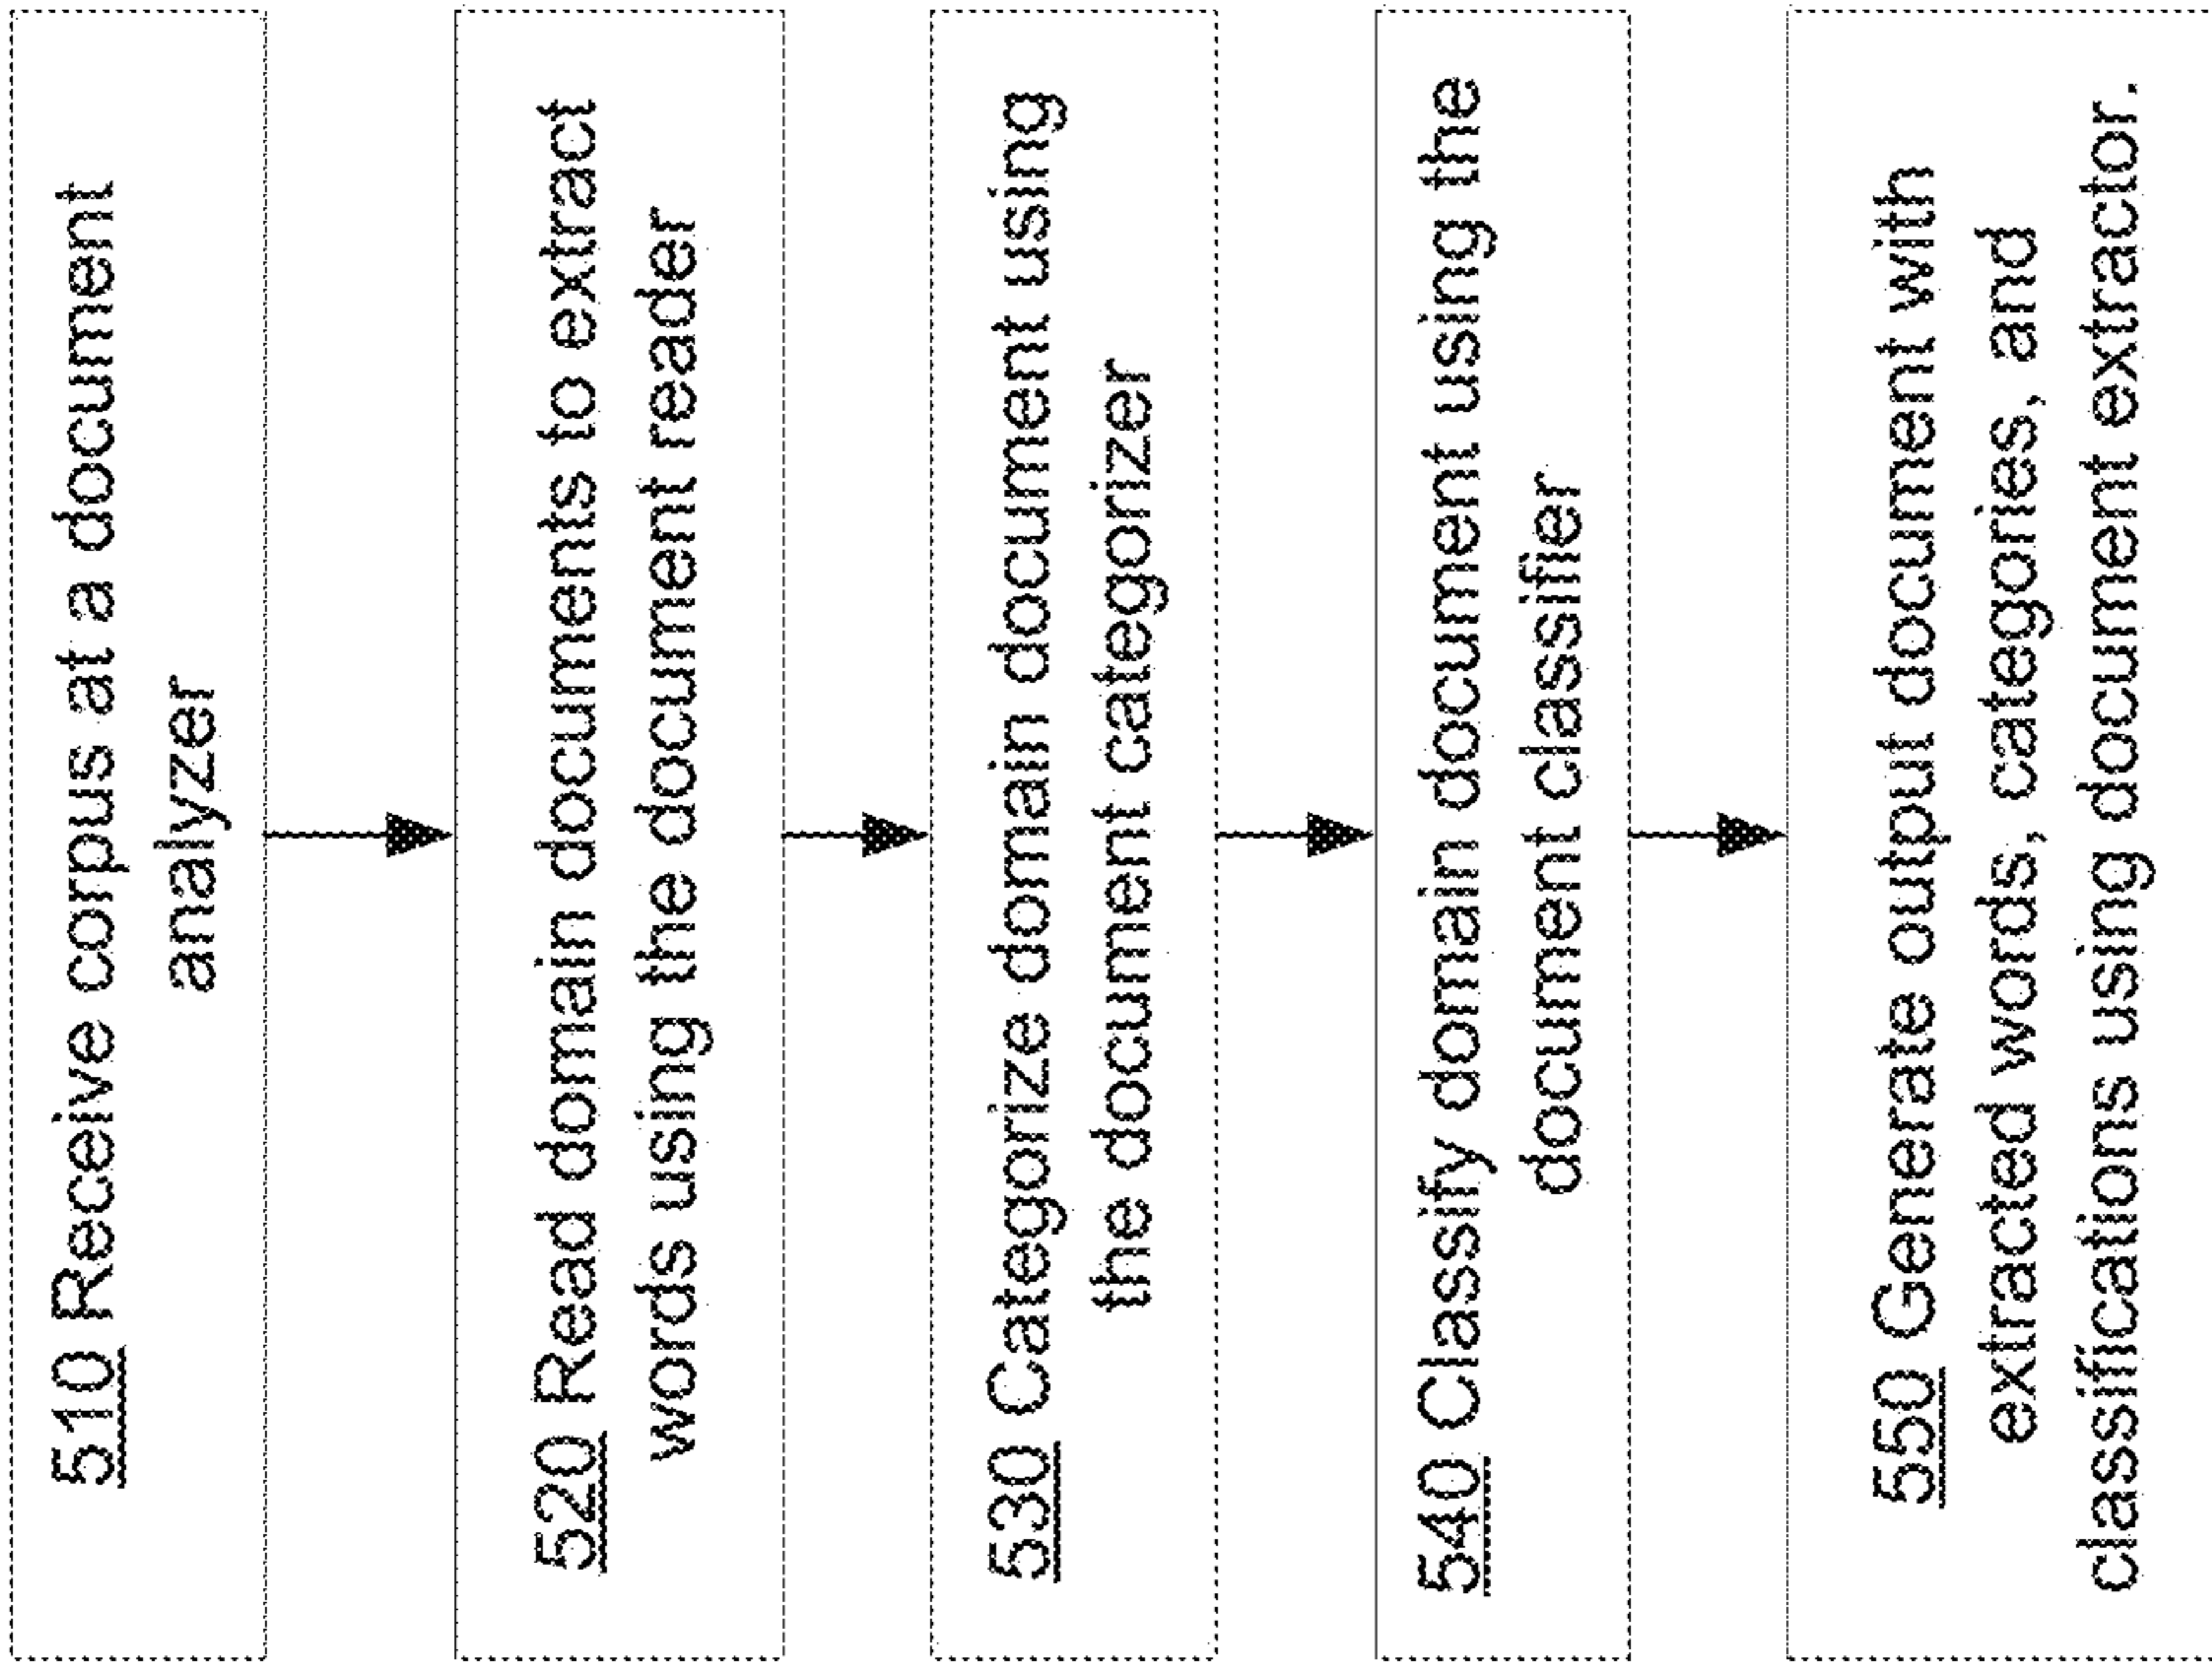 510 Receive corpus at a document
analyzer
520 Read domain documents to extract
words using the document reader
530 Categorize domain document using
the document categorizer
540 Classify domain document using the
document classifier
550 Generate output document with
extracted words, categories, and
classifications using document extractor.